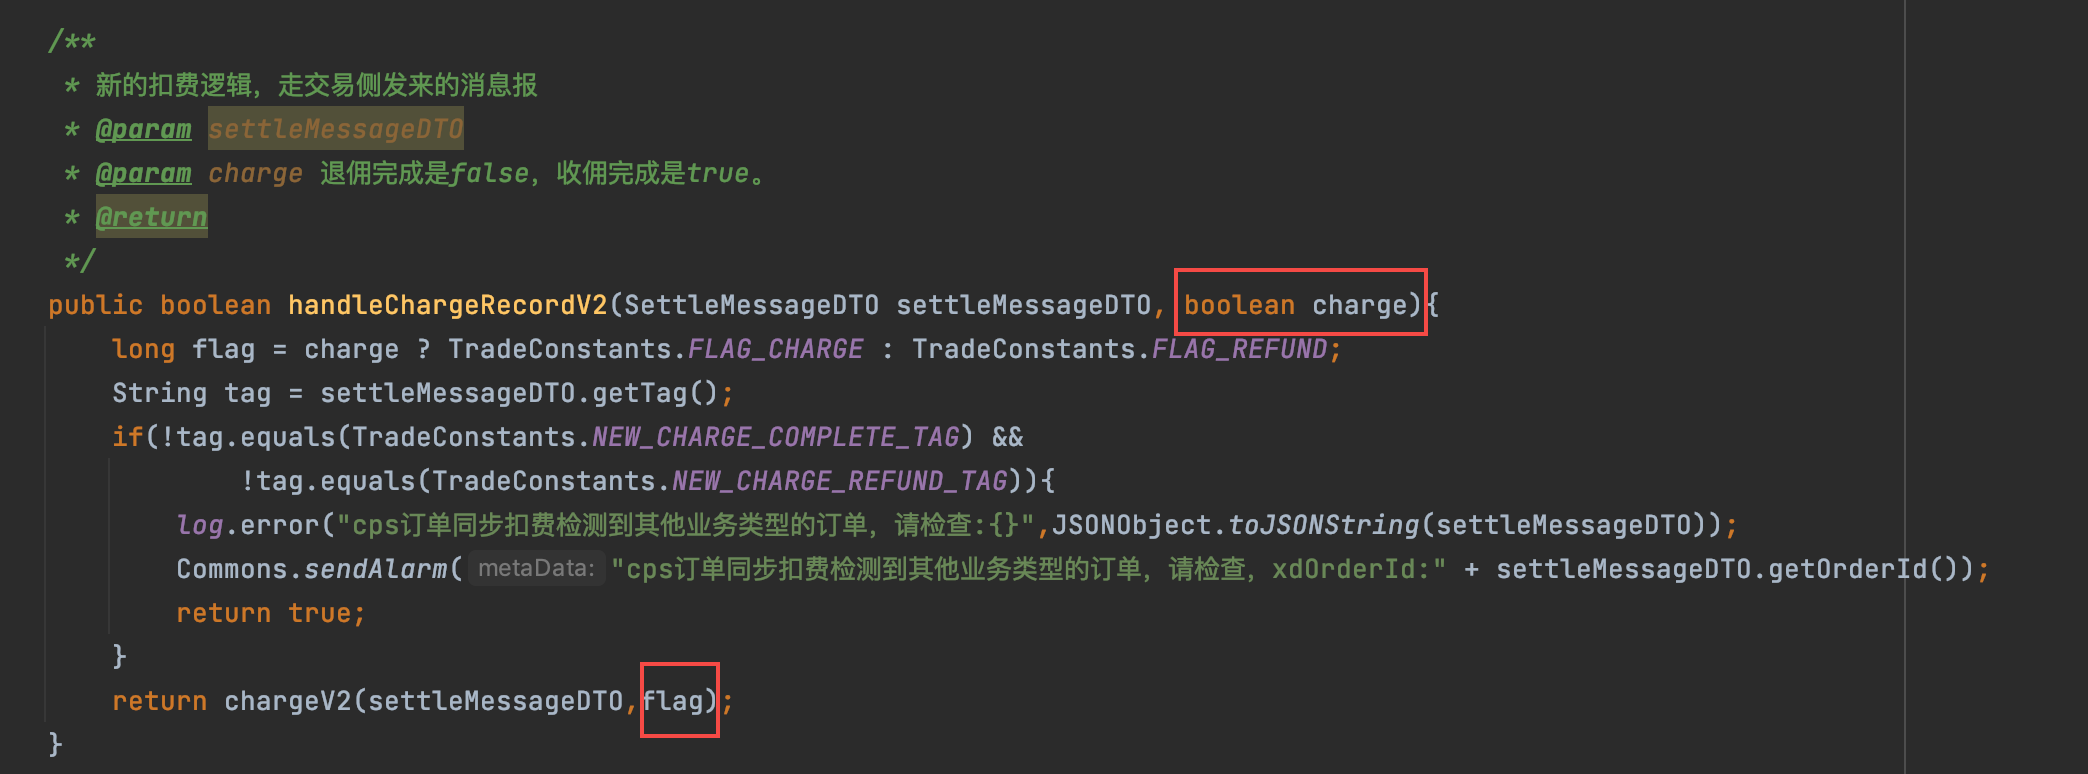 /**
 * 新的扣费逻辑，走交易侧发来的消息报
 * @param settleMessageDTO
 * @param charge 退佣完成是false，收佣完成是true。
 * @return
 */
public boolean handleChargeRecordV2(SettleMessageDTO settleMessageDTO, boolean charge){
    long flag = charge ? TradeConstants.FLAG_CHARGE : TradeConstants.FLAG_REFUND;
    String tag = settleMessageDTO.getTag();
    if(!tag.equals(TradeConstants.NEW_CHARGE_COMPLETE_TAG) &&
            !tag.equals(TradeConstants.NEW_CHARGE_REFUND_TAG)){
        log.error("cps订单同步扣费检测到其他业务类型的订单，请检查:{}",JSONObject.toJSONString(settleMessageDTO));
        Commons.sendAlarm( metaData: "cps订单同步扣费检测到其他业务类型的订单，请检查，xdOrderId:" + settleMessageDTO.getOrderId());
        return true;
    }
    return chargeV2(settleMessageDTO,flag);
}